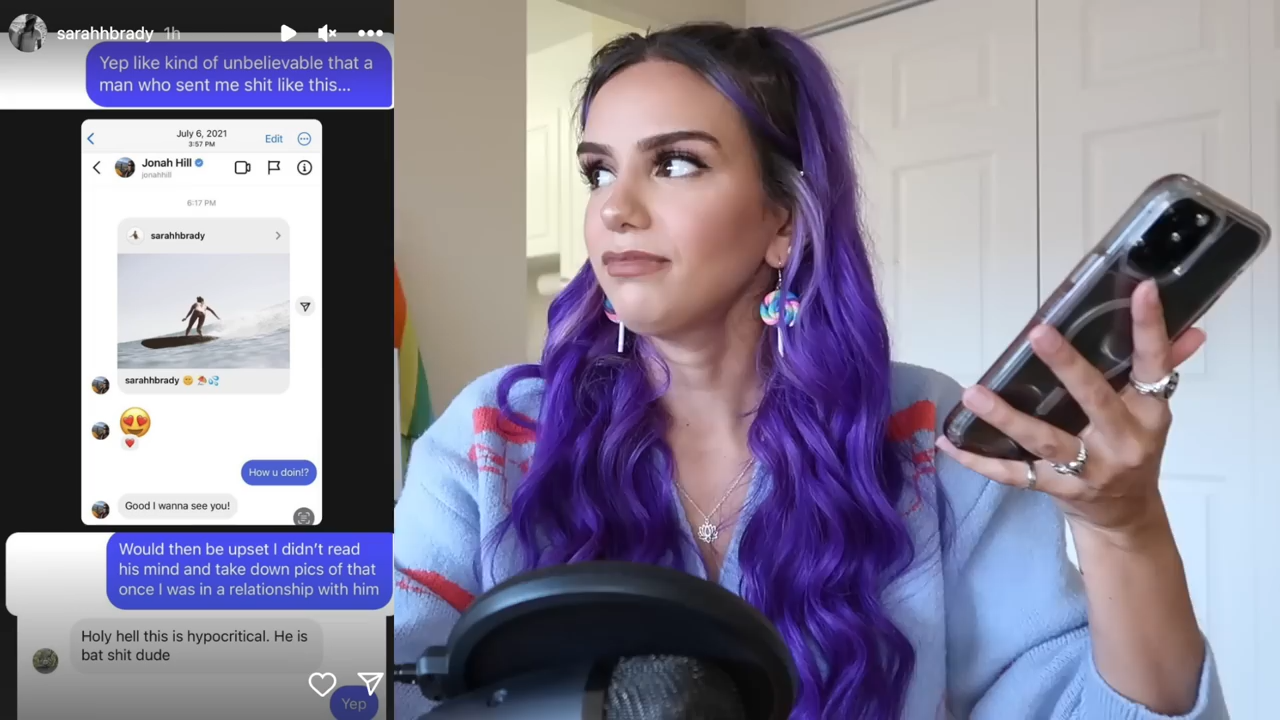 sarahhbrady 1h
Yep like kind of unbelievable that a
man who sent me shit like this...
July 6, 2021
3:57 PM
Edit
Jonah Hill
jonahhill
6:17 PM
sarahhbrady
sarahhbrady 🤫 🏇💦
😍
❤️
How u doin!?
Good I wanna see you!
Would then be upset I didn't read
his mind and take down pics of that
once I was in a relationship with him
Holy hell this is hypocritical. He is
bat shit dude
Yep